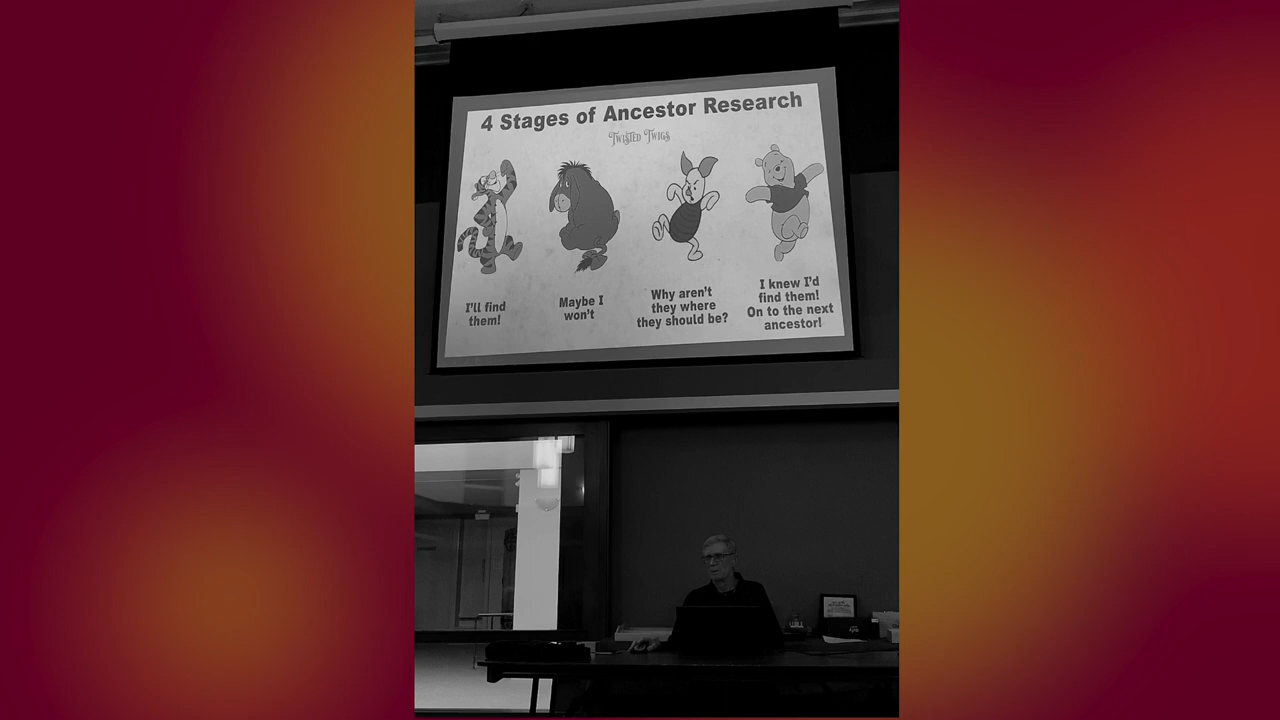 4 Stages of Ancestor Research
Twisted Twigs
I'll find
them!
Maybe I
won't
Why aren't
they where
they should be?
I knew I'd
find them!
On to the next
ancestor!